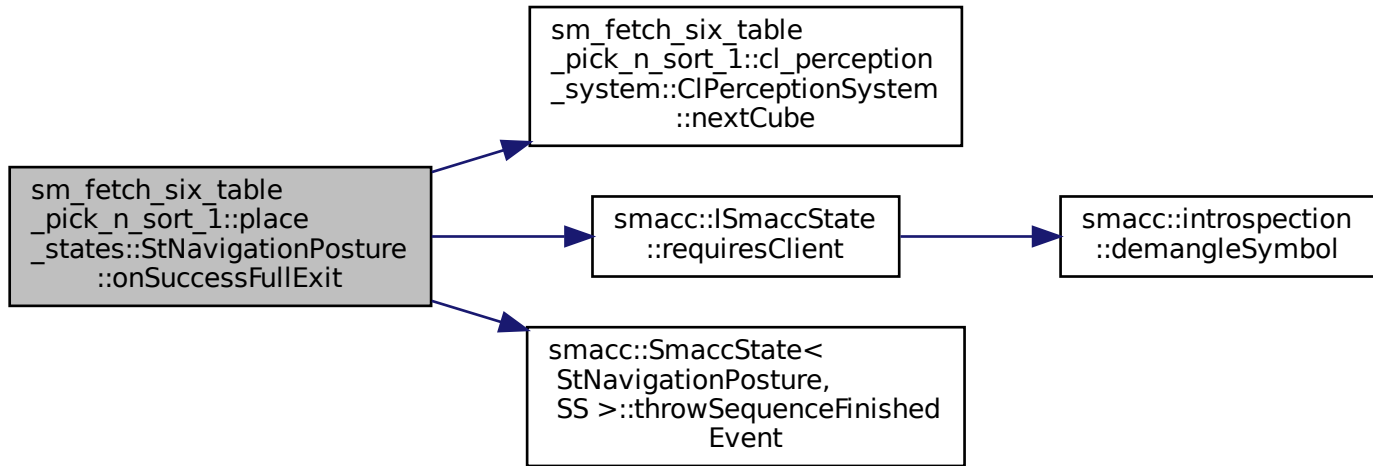 sm_fetch_six_table
_pick_n_sort_1::cl_perception
_system::ClPerceptionSystem
::nextCube
sm_fetch_six_table
_pick_n_sort_1::place
_states::StNavigationPosture
::onSuccessFullExit
smacc::ISmaccState
::requiresClient
smacc::introspection
::demangleSymbol
smacc::SmaccState<
StNavigationPosture,
SS >::throwSequenceFinished
Event